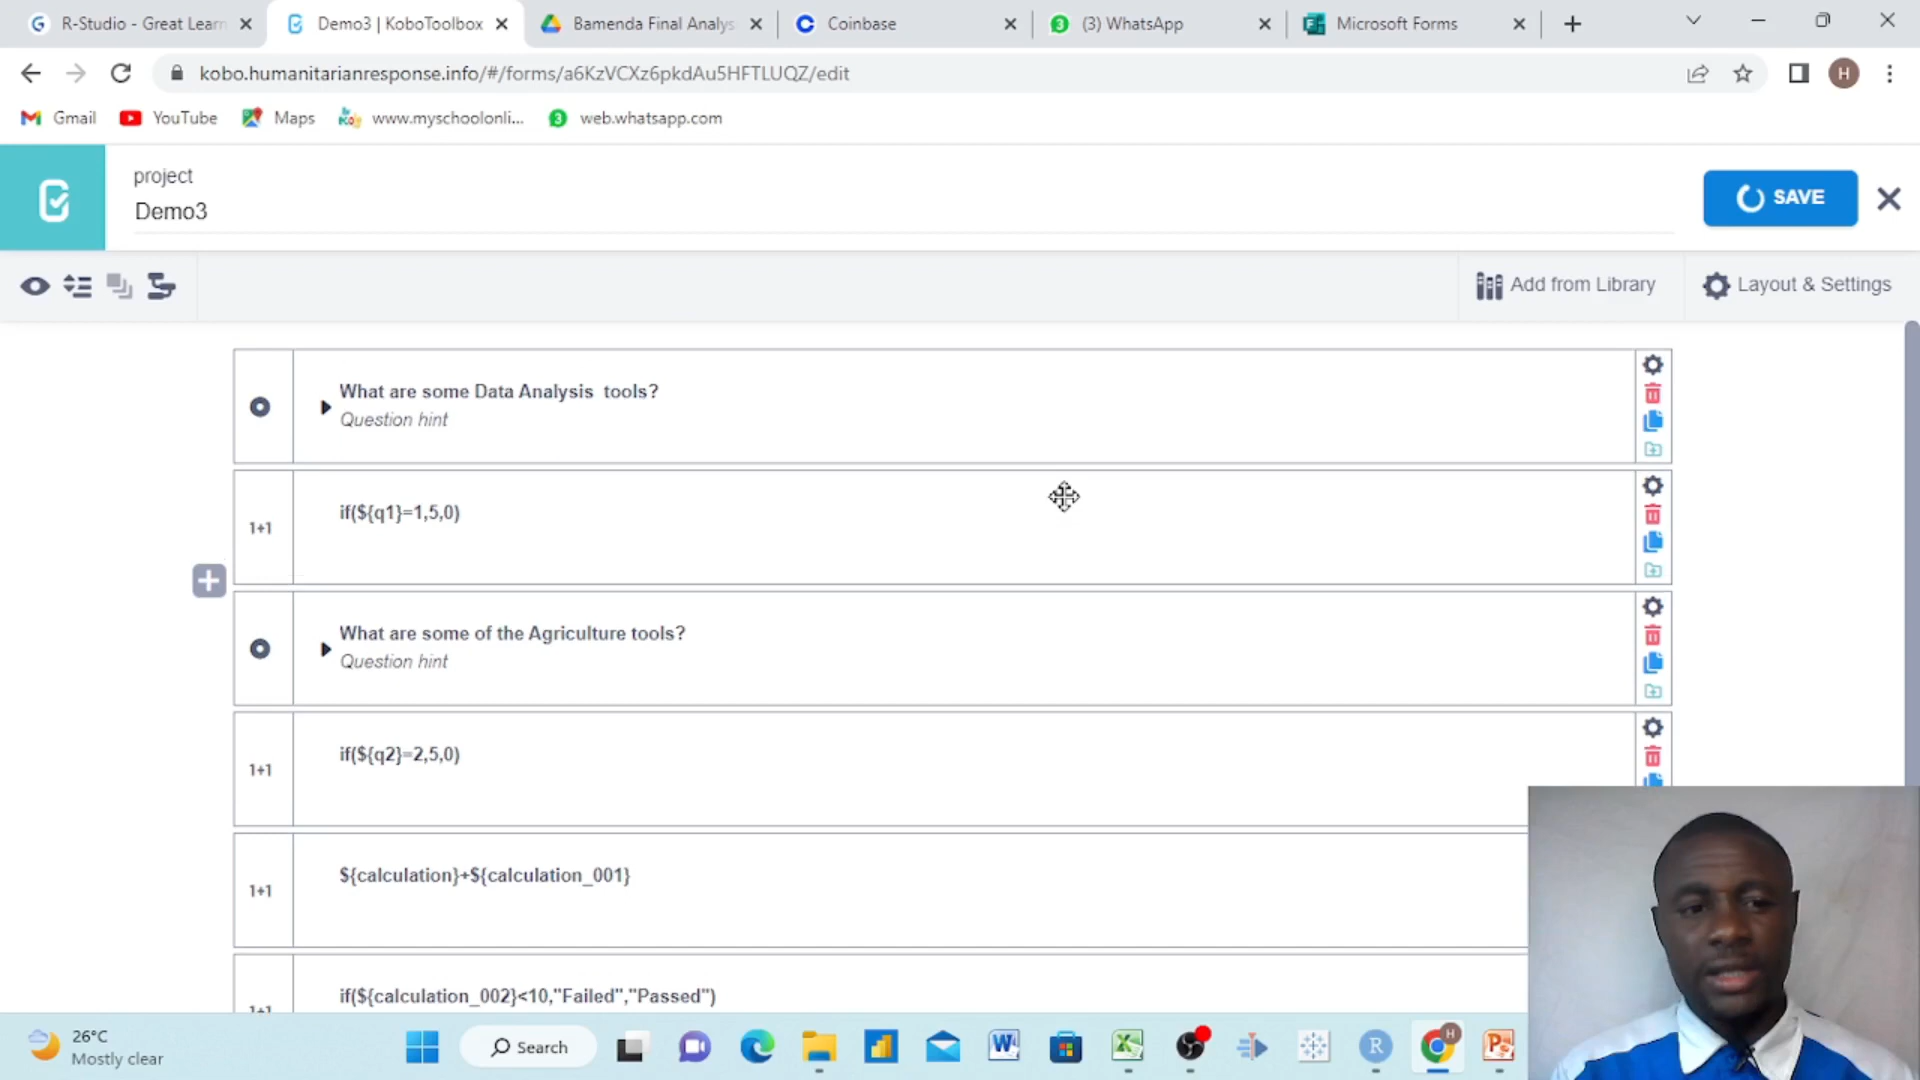 R-Studio - Great Learn
Demo3 | KoboToolbox
Bamenda Final Analys
Coinbase
(3) WhatsApp
Microsoft Forms
kobo.humanitarianresponse.info/#/forms/a6KzVCXz6pkdAu5HFTLUQZ/edit
H
Gmail
YouTube
Maps
www.myschoolonli...
web.whatsapp.com
project
Demo3
SAVE
Add from Library
Layout & Settings
What are some Data Analysis tools?
Question hint
1+1
if(${q1}=1,5,0)
What are some of the Agriculture tools?
Question hint
1+1
if(${q2}=2,5,0)
1+1
${calculation}+${calculation_001}
1+1
if(${calculation_002}<10,"Failed","Passed")
26°C
Mostly clear
Search